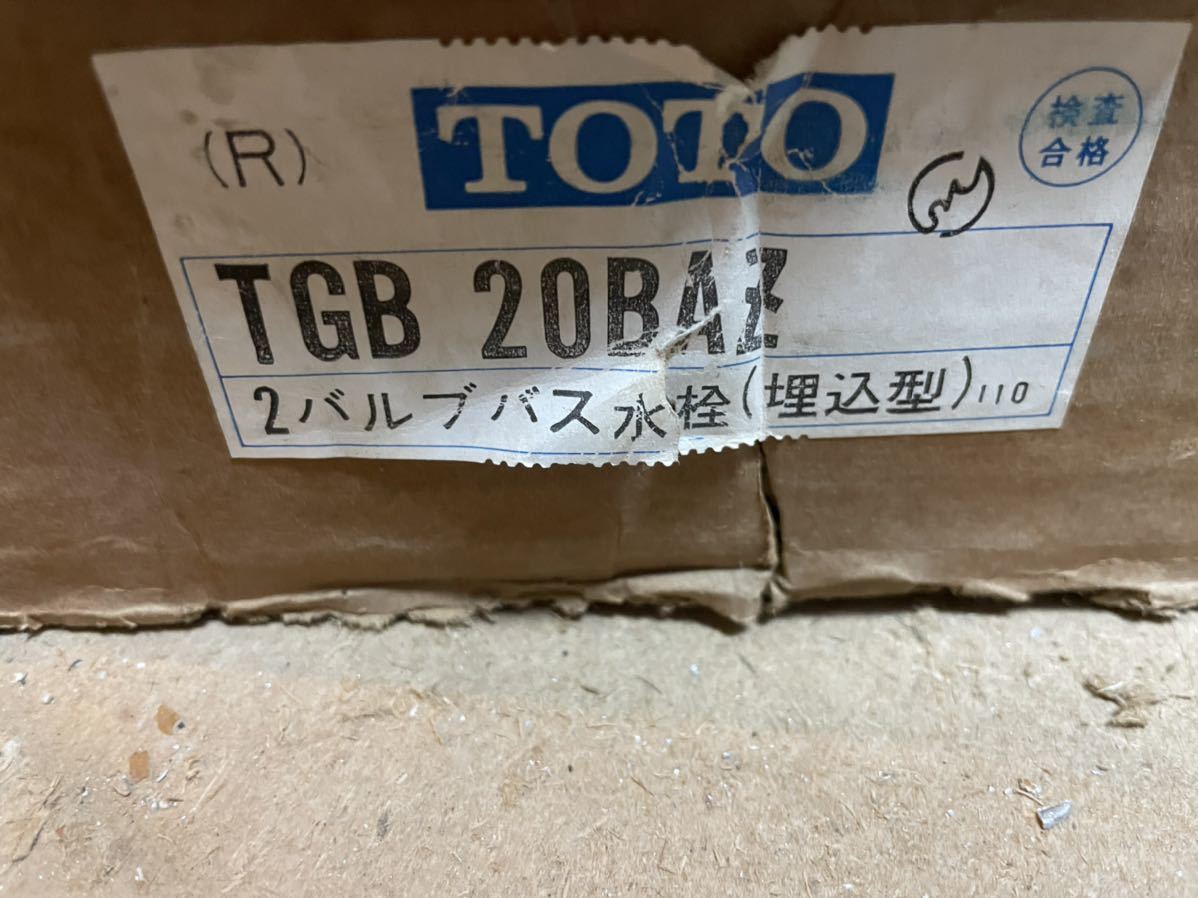 (R)
TOTO
検査
合格
TGB 20BAZ
2バルブバス水栓(埋込型)110